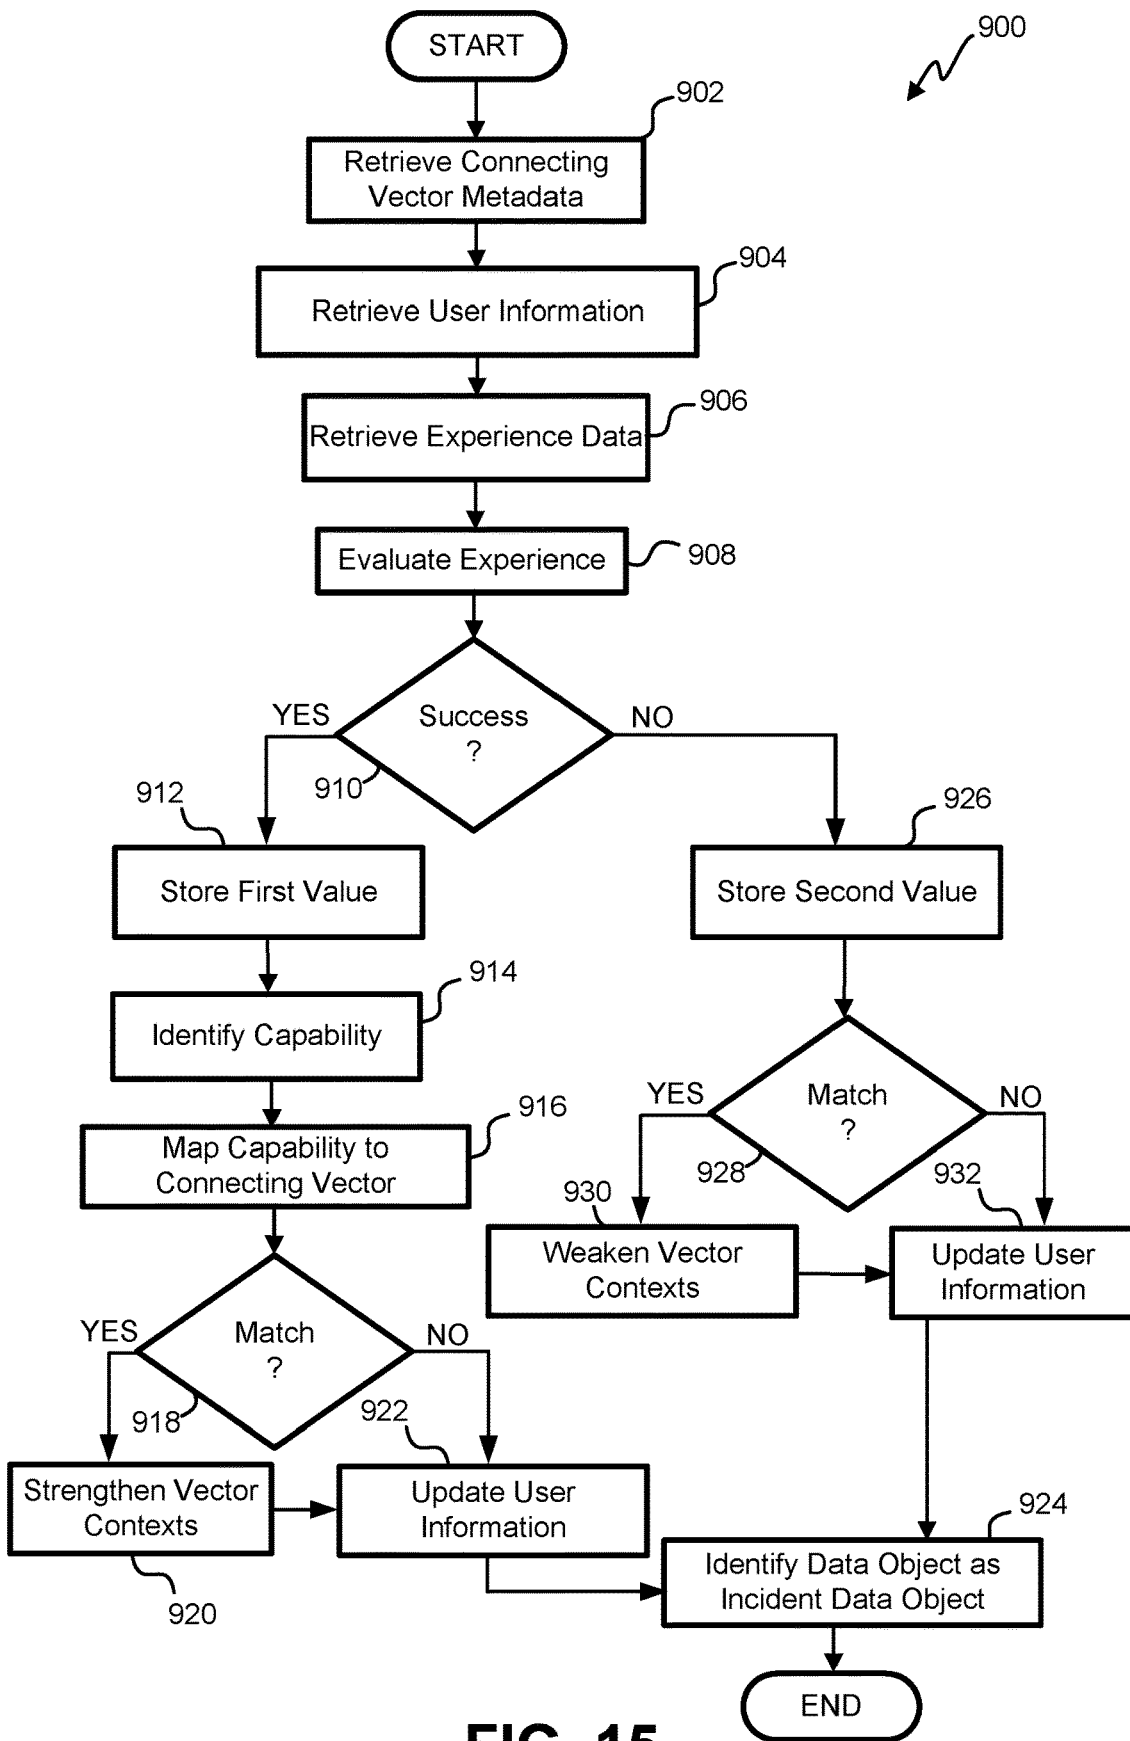 START
900
902
Retrieve Connecting
Vector Metadata
904
Retrieve User Information
906
Retrieve Experience Data
Evaluate Experience
908
YES
Success
?
NO
910
912
926
Store First Value
Store Second Value
914
Identify Capability
YES
Match
?
NO
916
Map Capability to
Connecting Vector
928
932
930
Weaken Vector
Contexts
Update User
Information
YES
Match
?
NO
918
922
Strengthen Vector
Contexts
Update User
Information
924
Identify Data Object as
Incident Data Object
920
END
FIG. 15